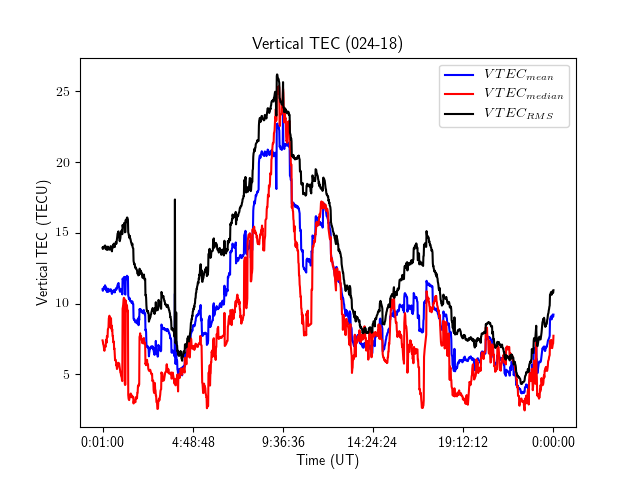 Vertical TEC (024-18)
VTEC_mean
VTEC_median
VTEC_RMS
25
20
15
10
5
Vertical TEC (TECU)
0:01:00 4:48:48 9:36:36 14:24:24 19:12:12 0:00:00
Time (UT)